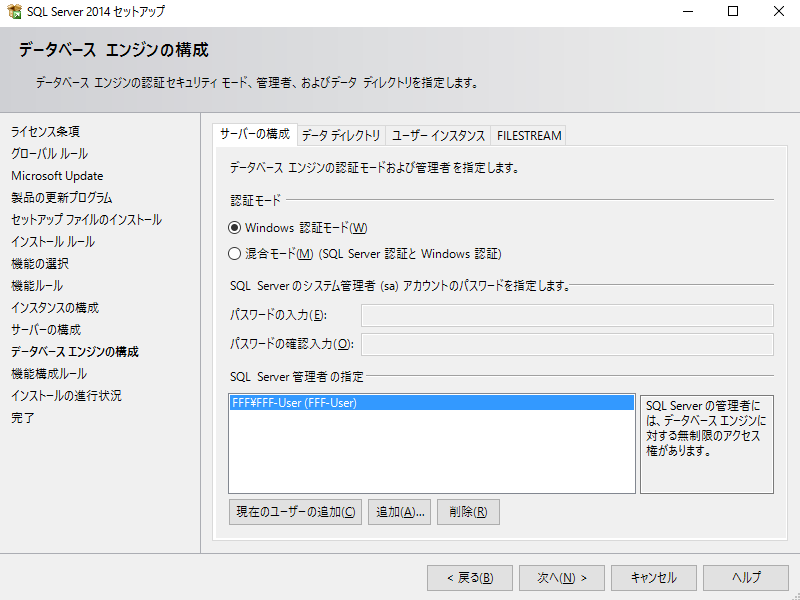 SQL Server 2014 セットアップ
データベース エンジンの構成
データベース エンジンの認証セキュリティ モード、管理者、およびデータ ディレクトリを指定します。
ライセンス条項
グローバル ルール
Microsoft Update
製品の更新プログラム
セットアップ ファイルのインストール
インストール ルール
機能の選択
機能ルール
インスタンスの構成
サーバーの構成
データベース エンジンの構成
機能構成ルール
インストールの進行状況
完了
サーバーの構成 データ ディレクトリ ユーザー インスタンス FILESTREAM
データベース エンジンの認証モードおよび管理者を指定します。
認証モード
Windows 認証モード(W)
混合モード(M) (SQL Server 認証と Windows 認証)
SQL Server のシステム管理者 (sa) アカウントのパスワードを指定します。
パスワードの入力(E):
パスワードの確認入力(O):
SQL Server 管理者の指定
FFF¥FFF-User (FFF-User)
SQL Server の管理者に
は、データベース エンジンに
対する無制限のアクセス
権があります。
現在のユーザーの追加(C) 追加(A)... 削除(R)
< 戻る(B) 次へ(N) > キャンセル ヘルプ